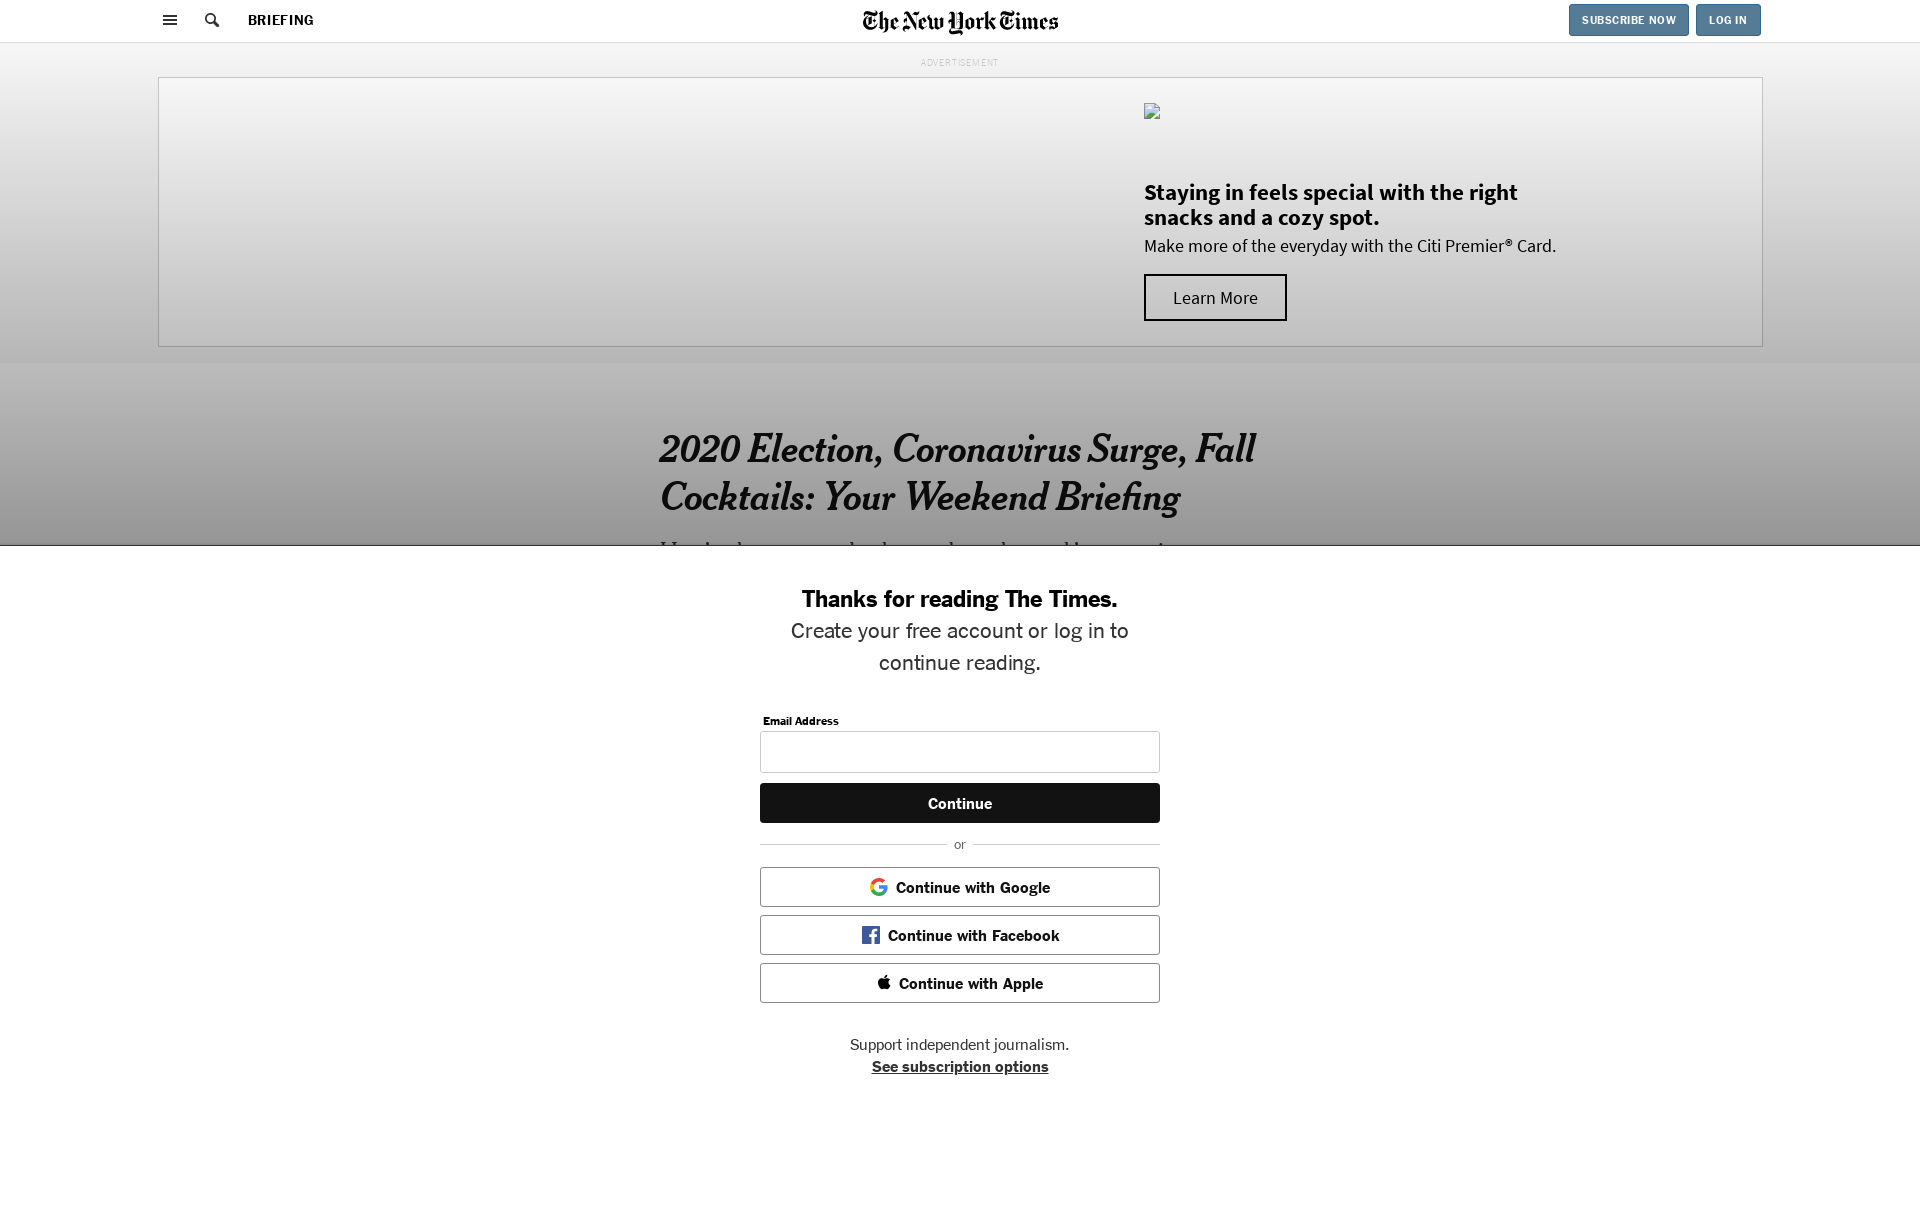 BRIEFING
The New York Times
SUBSCRIBE NOW
LOG IN
ADVERTISEMENT
Staying in feels special with the right
snacks and a cozy spot.
Make more of the everyday with the Citi Premier® Card.
Learn More
2020 Election, Coronavirus Surge, Fall
Cocktails: Your Weekend Briefing
Thanks for reading The Times.
Create your free account or log in to
continue reading.
Email Address
Continue
or
Continue with Google
Continue with Facebook
Continue with Apple
Support independent journalism.
See subscription options